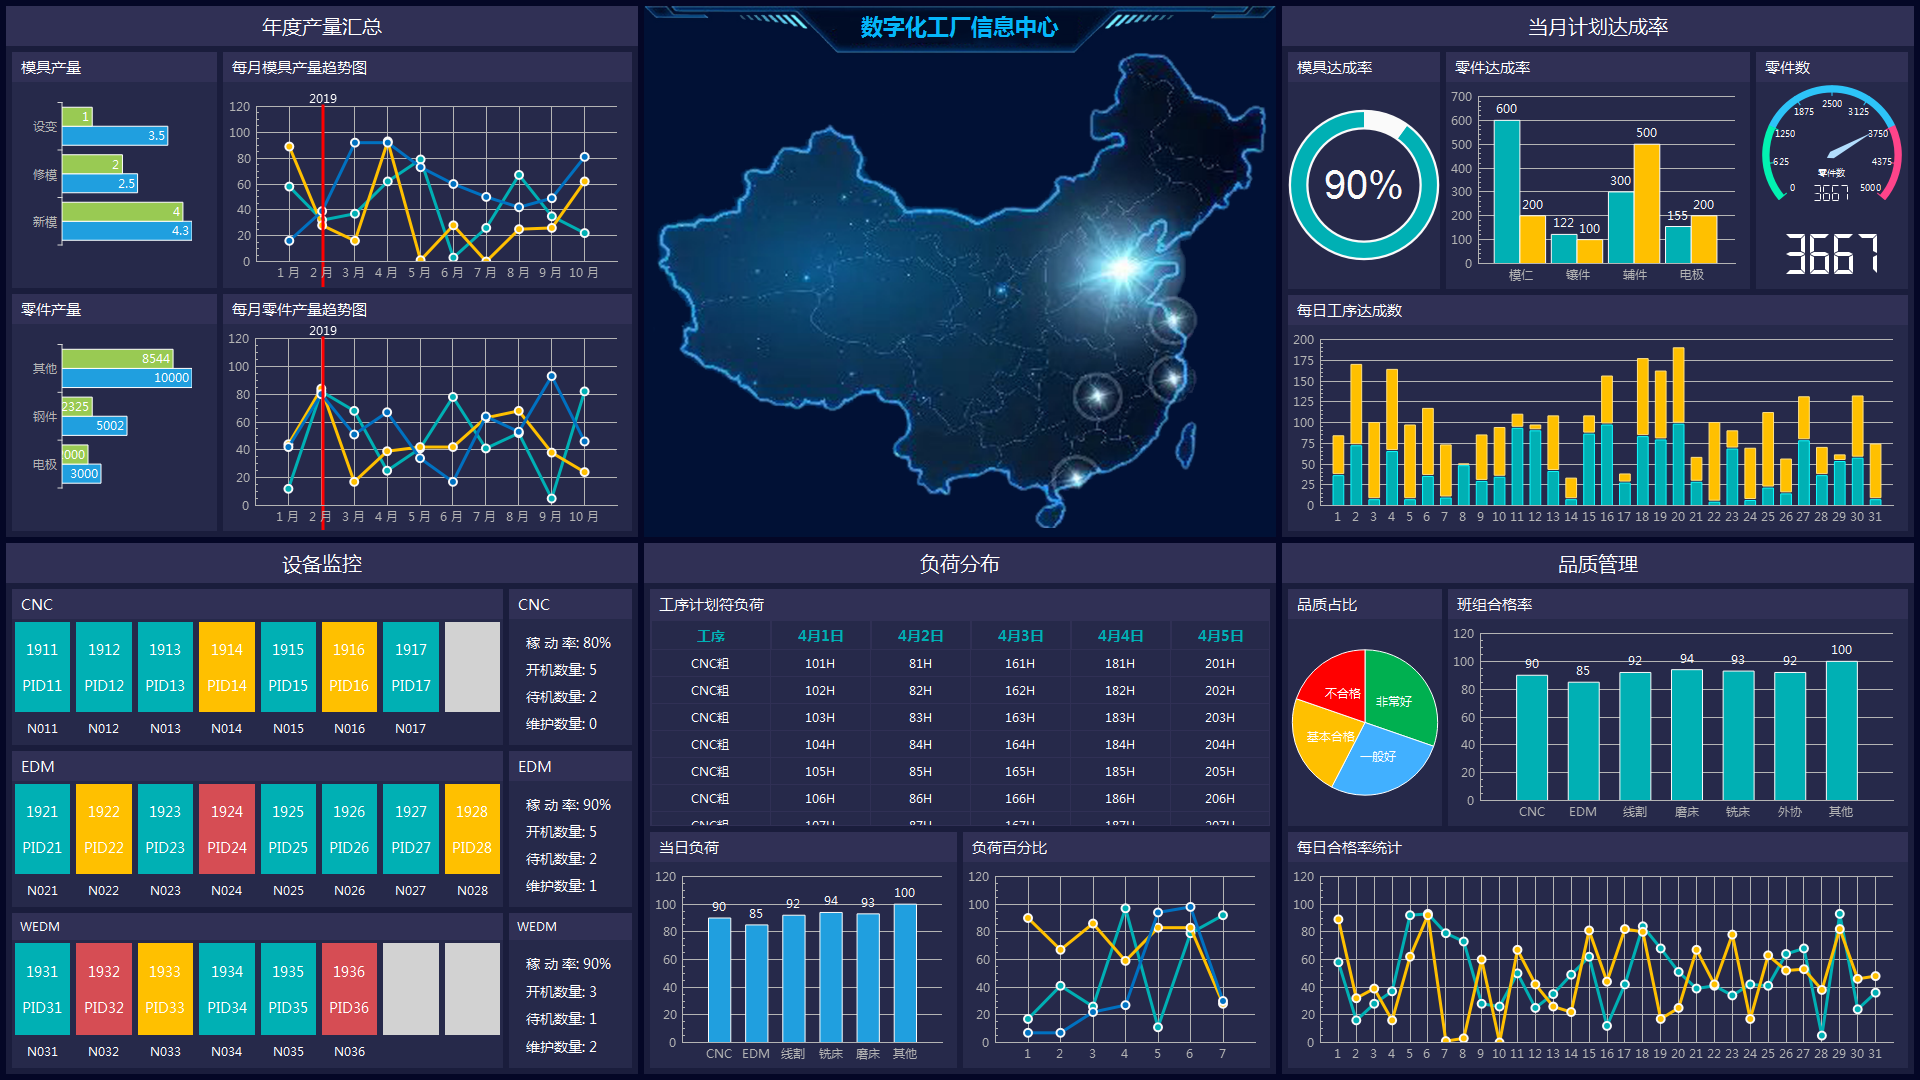 年度产量汇总
模具产量
设变
1
3.5
修模
2
2.5
新模
4
4.3
每月模具产量趋势图
2019
120
100
80
60
40
20
0
1 月 2 月 3 月 4 月 5 月 6 月 7 月 8 月 9 月 10 月
零件产量
其他
8544
10000
钢件
2325
5002
电极
3000
每月零件产量趋势图
2019
120
100
80
60
40
20
0
1 月 2 月 3 月 4 月 5 月 6 月 7 月 8 月 9 月 10 月
数字化工厂信息中心
当月计划达成率
模具达成率
90%
零件达成率
700
600
500
400
300
200
100
0
600 200 122 100 300 500 155 200
模仁 镶件 辅件 电极
零件数
0 625 1250 1875 2500 3125 3750 4375 5000
零件数
3667
3667
每日工序达成数
200
175
150
125
100
75
50
25
0
1 2 3 4 5 6 7 8 9 10 11 12 13 14 15 16 17 18 19 20 21 22 23 24 25 26 27 28 29 30 31
设备监控
CNC
1911 1912 1913 1914 1915 1916 1917
PID11 PID12 PID13 PID14 PID15 PID16 PID17
N011 N012 N013 N014 N015 N016 N017
CNC
稼 动 率: 80%
开机数量: 5
待机数量: 2
维护数量: 0
EDM
1921 1922 1923 1924 1925 1926 1927 1928
PID21 PID22 PID23 PID24 PID25 PID26 PID27 PID28
N021 N022 N023 N024 N025 N026 N027 N028
EDM
稼 动 率: 90%
开机数量: 5
待机数量: 2
维护数量: 1
WEDM
1931 1932 1933 1934 1935 1936
PID31 PID32 PID33 PID34 PID35 PID36
N031 N032 N033 N034 N035 N036
WEDM
稼 动 率: 90%
开机数量: 3
待机数量: 1
维护数量: 2
负荷分布
工序计划符负荷
工序 4月1日 4月2日 4月3日 4月4日 4月5日
CNC粗 101H 81H 161H 181H 201H
CNC粗 102H 82H 162H 182H 202H
CNC粗 103H 83H 163H 183H 203H
CNC粗 104H 84H 164H 184H 204H
CNC粗 105H 85H 165H 185H 205H
CNC粗 106H 86H 166H 186H 206H
CNC粗 107H 87H 167H 187H 207H
当日负荷
120
100
80
60
40
20
0
90 85 92 94 93 100
CNC EDM 线割 铣床 磨床 其他
负荷百分比
120
100
80
60
40
20
0
1 2 3 4 5 6 7
品质管理
品质占比
不合格
非常好
基本合格
一般好
班组合格率
120
100
80
60
40
20
0
90 85 92 94 93 92 100
CNC EDM 线割 磨床 铣床 外协 其他
每日合格率统计
120
100
80
60
40
20
0
1 2 3 4 5 6 7 8 9 10 11 12 13 14 15 16 17 18 19 20 21 22 23 24 25 26 27 28 29 30 31